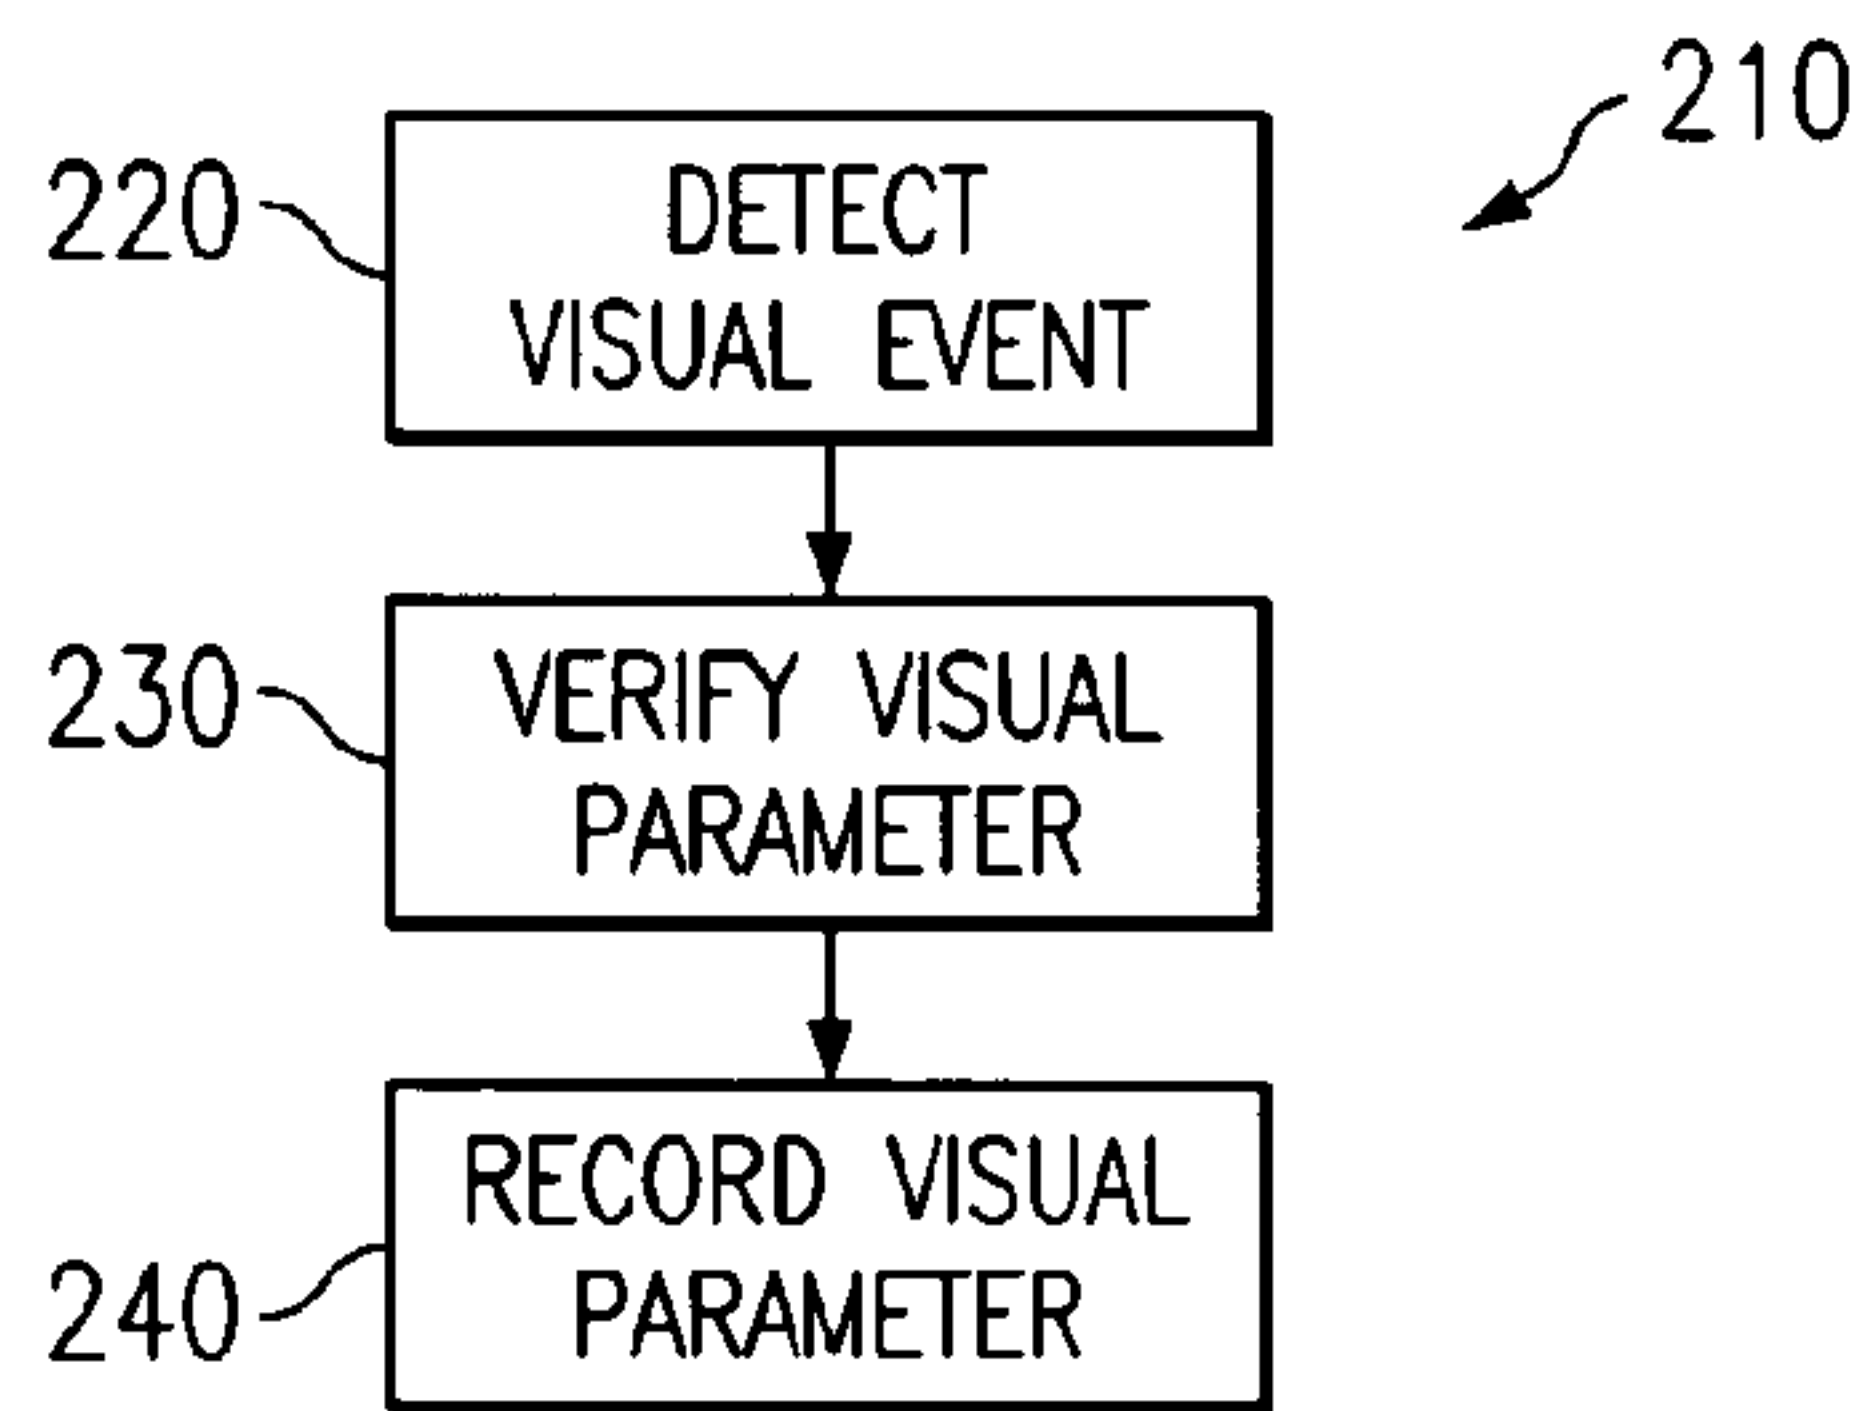 210
220
DETECT
VISUAL EVENT
230
VERIFY VISUAL
PARAMETER
RECORD VISUAL
240
PARAMETER